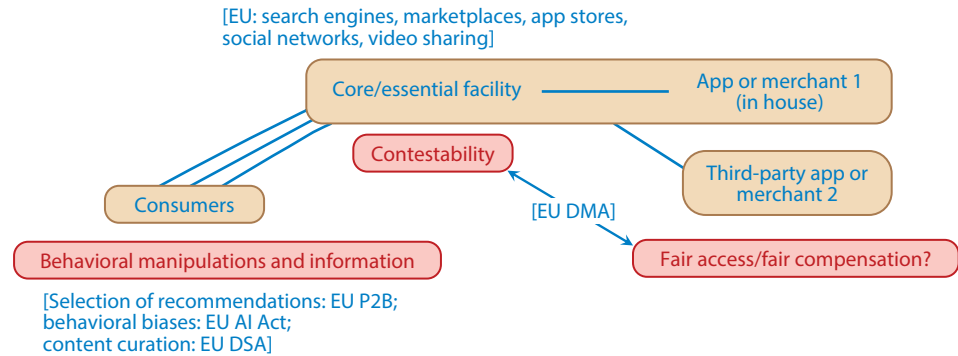 [EU: search engines, marketplaces, app stores,
social networks, video sharing]
Core/essential facility
App or merchant 1
(in house)
Contestability
Third-party app or
merchant 2
Consumers
[EU DMA]
Behavioral manipulations and information
Fair access/fair compensation?
[Selection of recommendations: EU P2B;
behavioral biases: EU AI Act;
content curation: EU DSA]